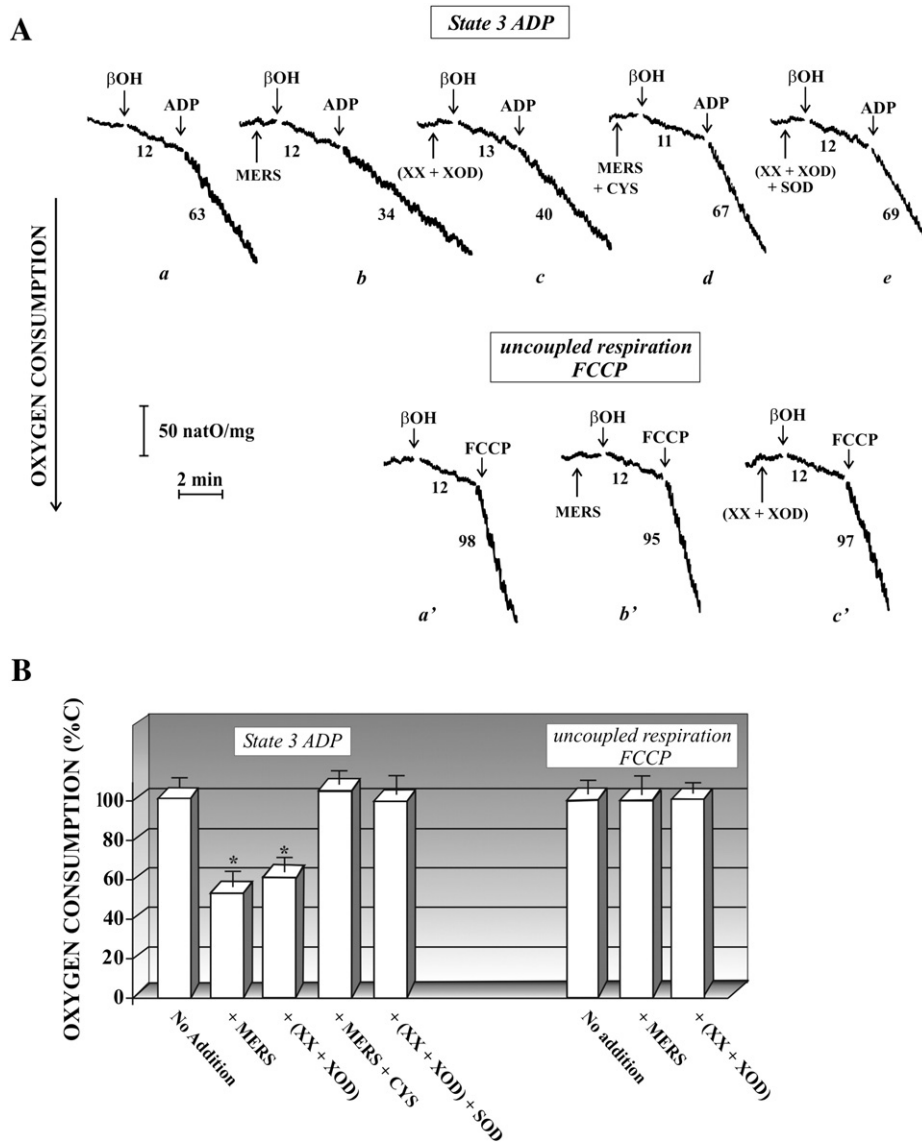 A
State 3 ADP
βOH
ADP
12
63
a
βOH
ADP
MERS
12
34
b
βOH
ADP
(XX + XOD)
13
40
c
βOH
ADP
MERS
+ CYS
11
67
d
βOH
ADP
(XX + XOD)
+ SOD
12
69
e
OXYGEN CONSUMPTION
50 natO/mg
2 min
uncoupled respiration
FCCP
βOH
FCCP
12
98
a’
βOH
FCCP
MERS
12
95
b’
βOH
FCCP
(XX + XOD)
12
97
c’
B
OXYGEN CONSUMPTION (%C)
100
80
60
40
20
0
State 3 ADP
uncoupled respiration
FCCP
*
*
No Addition
+ MERS
+ (XX + XOD)
+ MERS + CYS
+ (XX + XOD) + SOD
No addition
+ MERS
+ (XX + XOD)